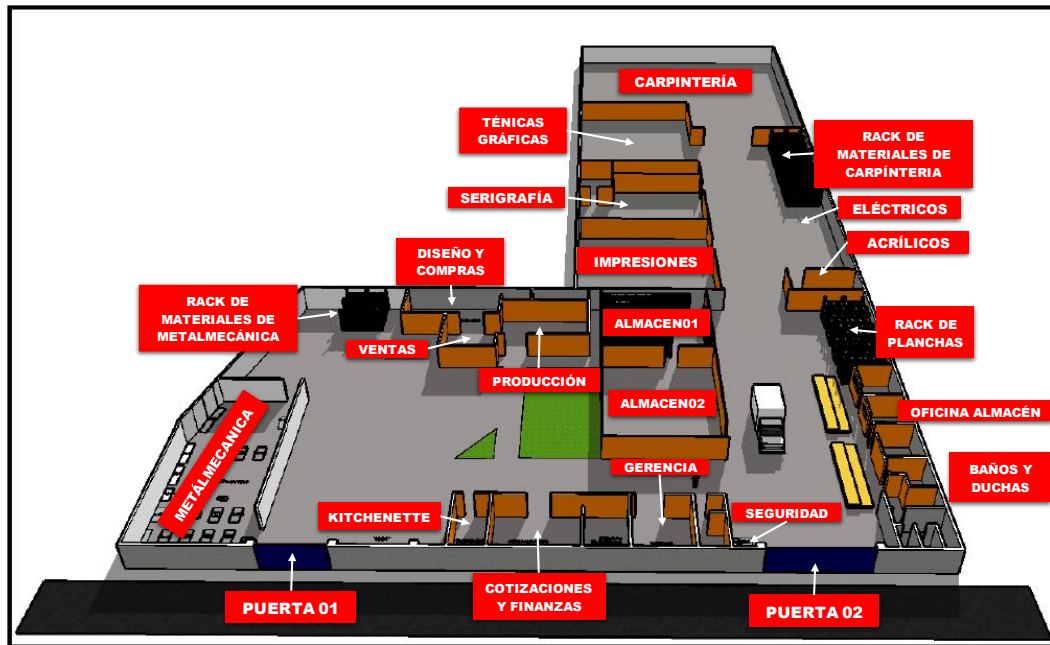 CARPINTERÍA
TÉNICAS
GRÁFICAS
RACK DE
MATERIALES DE
CARPÍNTERIA
SERIGRAFÍA
ELÉCTRICOS
ACRÍLICOS
DISEÑO Y
COMPRAS
IMPRESIONES
RACK DE
MATERIALES DE
METALMECÁNICA
ALMACEN01
RACK DE
PLANCHAS
VENTAS
PRODUCCIÓN
ALMACEN02
OFICINA ALMACÉN
METÁLMECANICA
GERENCIA
BAÑOS Y
DUCHAS
KITCHENETTE
SEGURIDAD
COTIZACIONES
Y FINANZAS
PUERTA 01
PUERTA 02